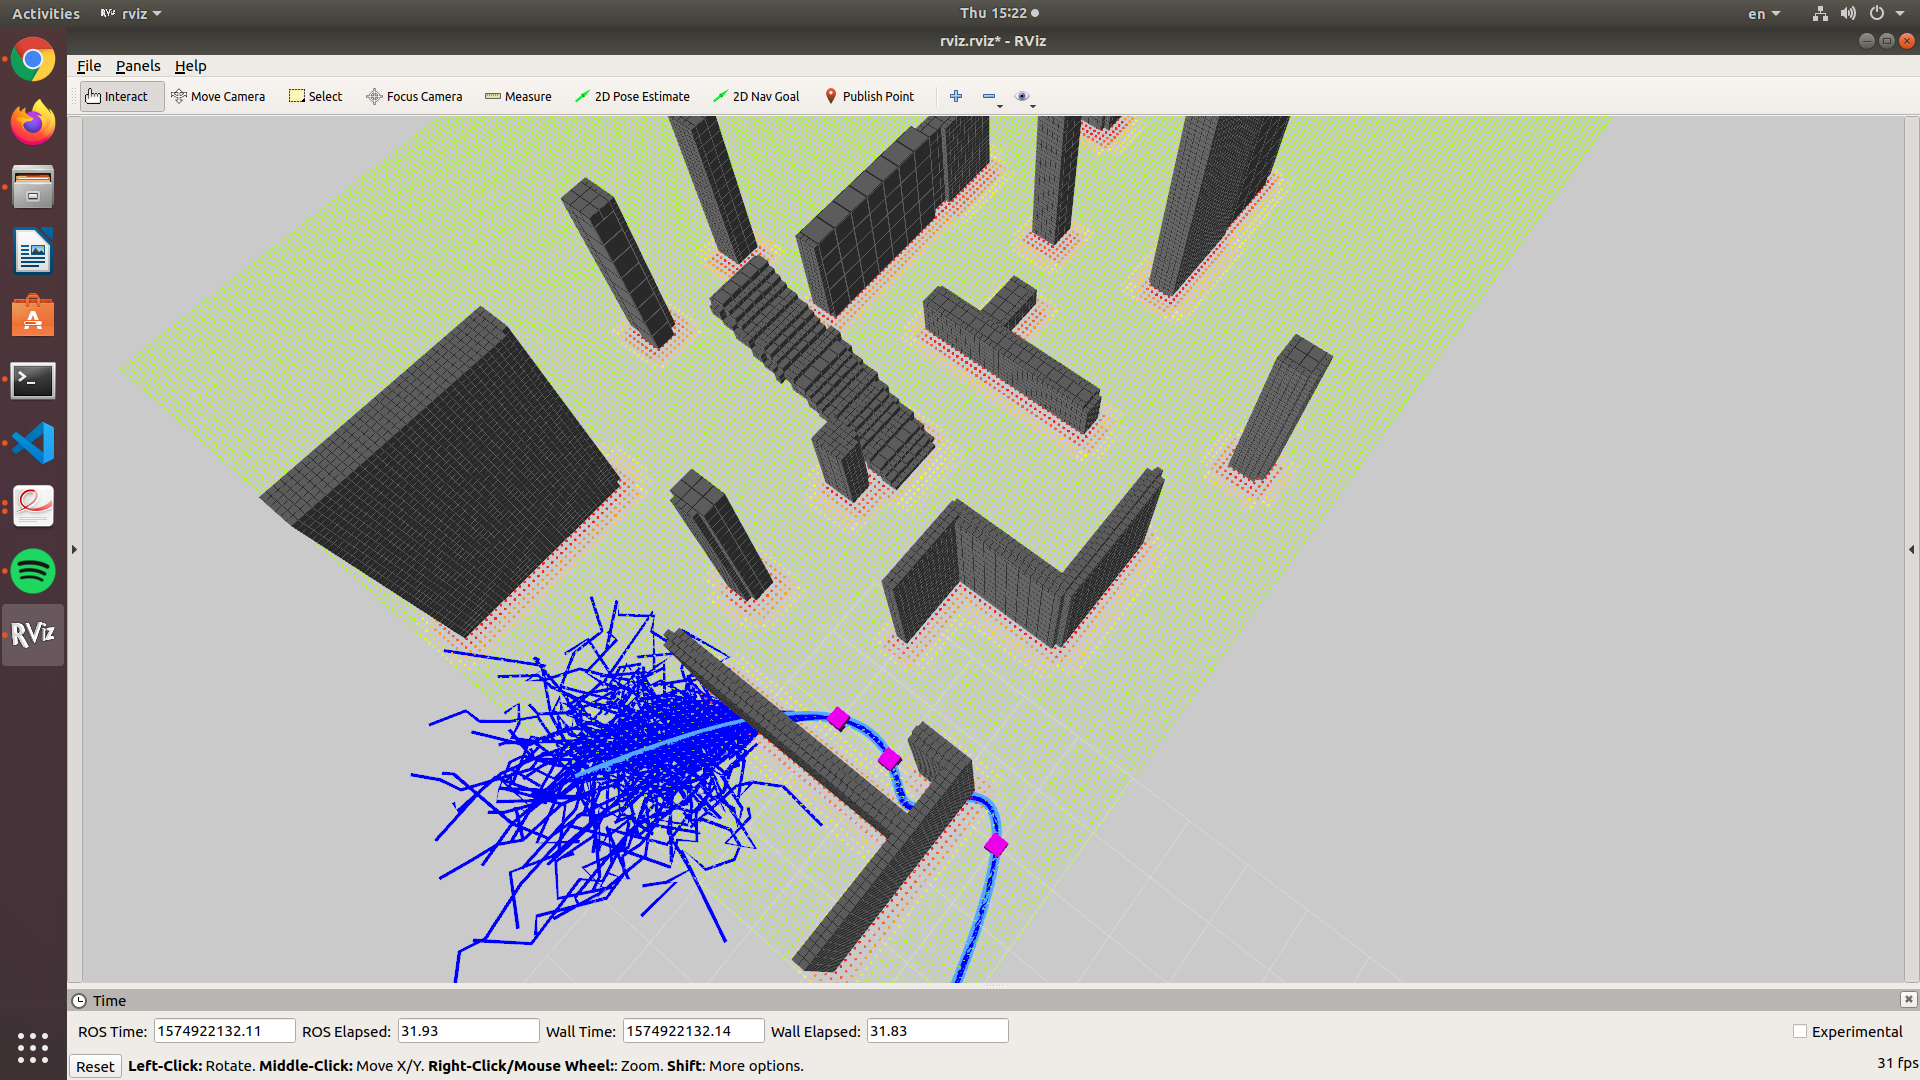 Activities RViz rviz Thu 15:22 en
rviz.rviz* - RViz
File Panels Help
Interact Move Camera Select Focus Camera Measure 2D Pose Estimate 2D Nav Goal Publish Point
RViz
Time
ROS Time: 1574922132.11 ROS Elapsed: 31.93 Wall Time: 1574922132.14 Wall Elapsed: 31.83 Experimental
Reset Left-Click: Rotate. Middle-Click: Move X/Y. Right-Click/Mouse Wheel:: Zoom. Shift: More options. 31 fps